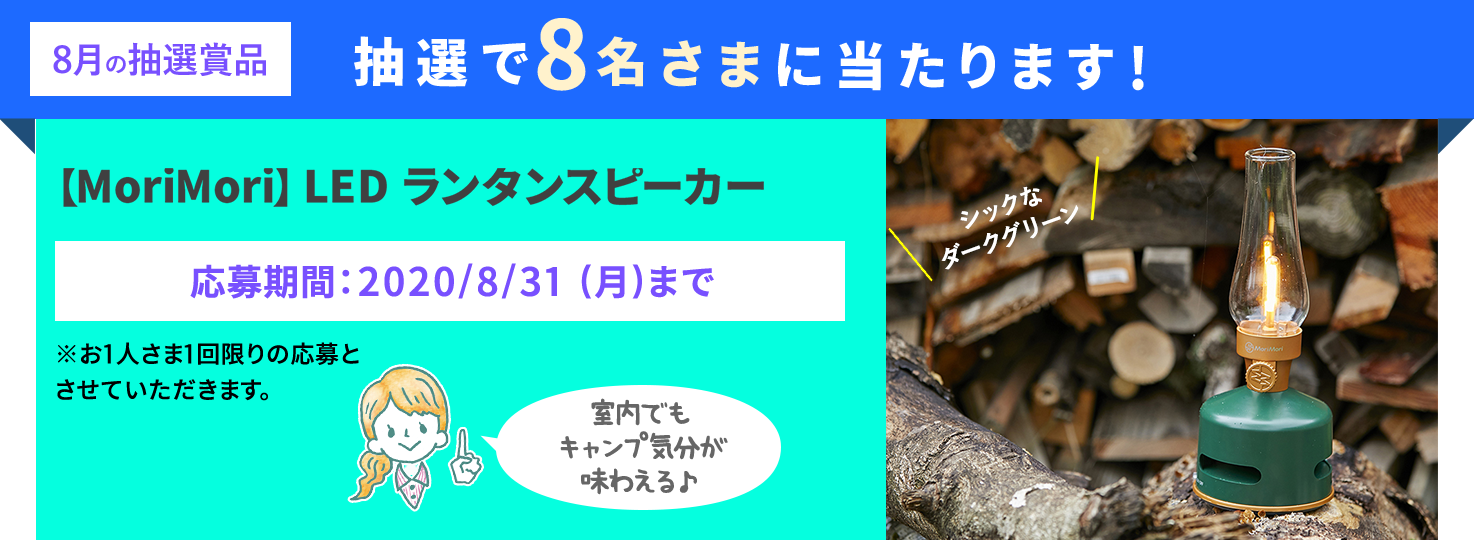 8月の抽選賞品
抽選で8名さまに当たります!
【MoriMori】LED ランタンスピーカー
応募期間：2020/8/31 (月)まで
※お1人さま1回限りの応募と
させていただきます。
室内でも
キャンプ気分が
味わえる♪
シックな
ダークグリーン
MoriMori